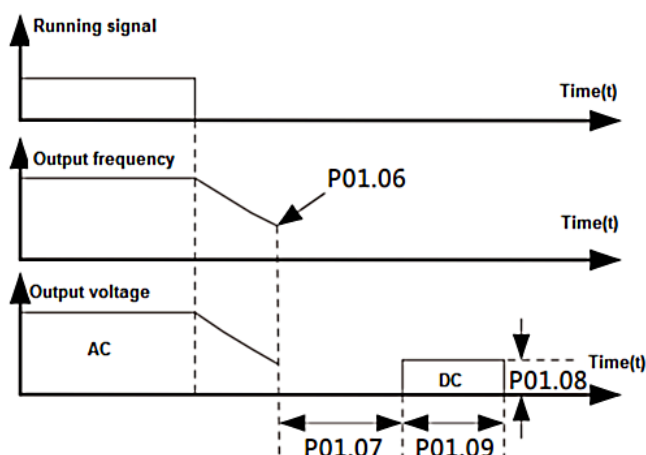 Running signal
Time(t)
Output frequency
P01.06
Time(t)
Output voltage
AC
Time(t)
DC
P01.08
P01.07
P01.09